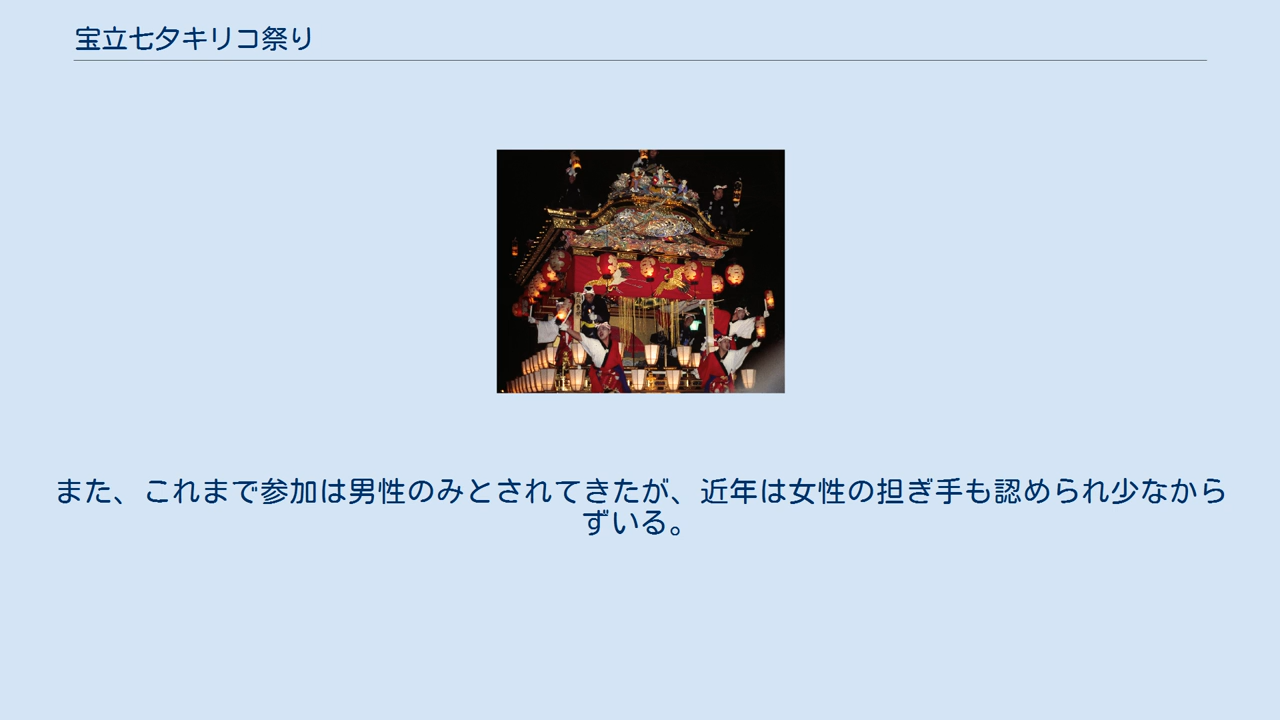 宝立七夕キリコ祭り
また、これまで参加は男性のみとされてきたが、近年は女性の担ぎ手も認められ少なから
ずいる。